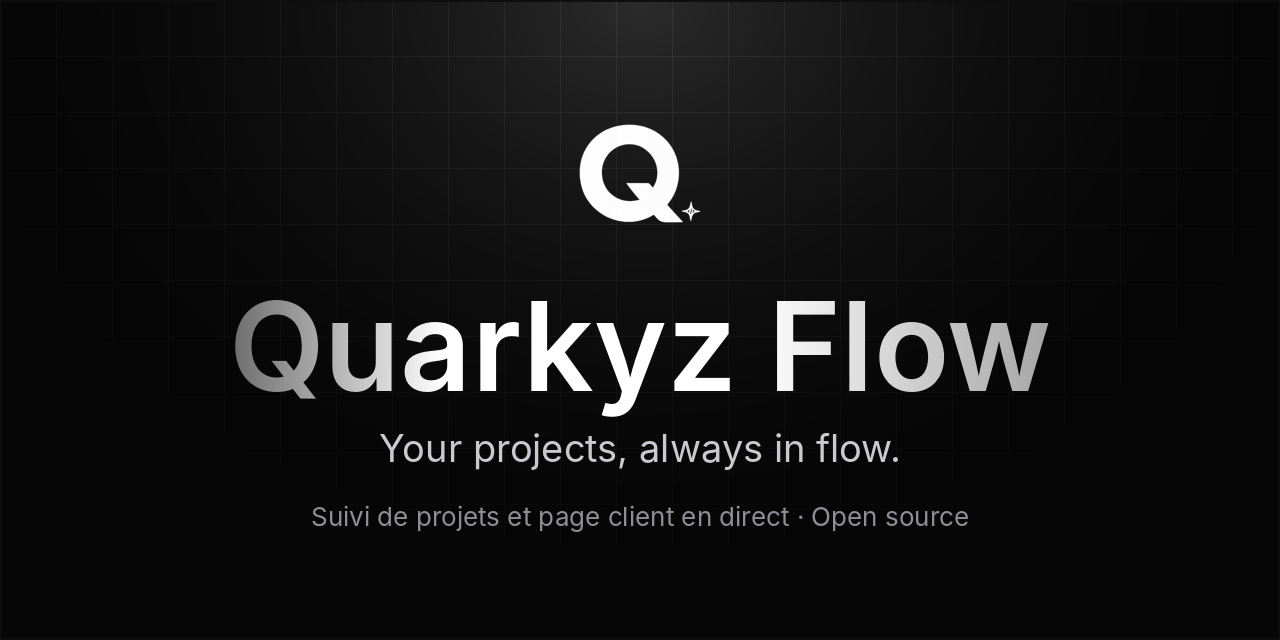 Q
Quarkyz Flow
Your projects, always in flow.
Suivi de projets et page client en direct · Open source